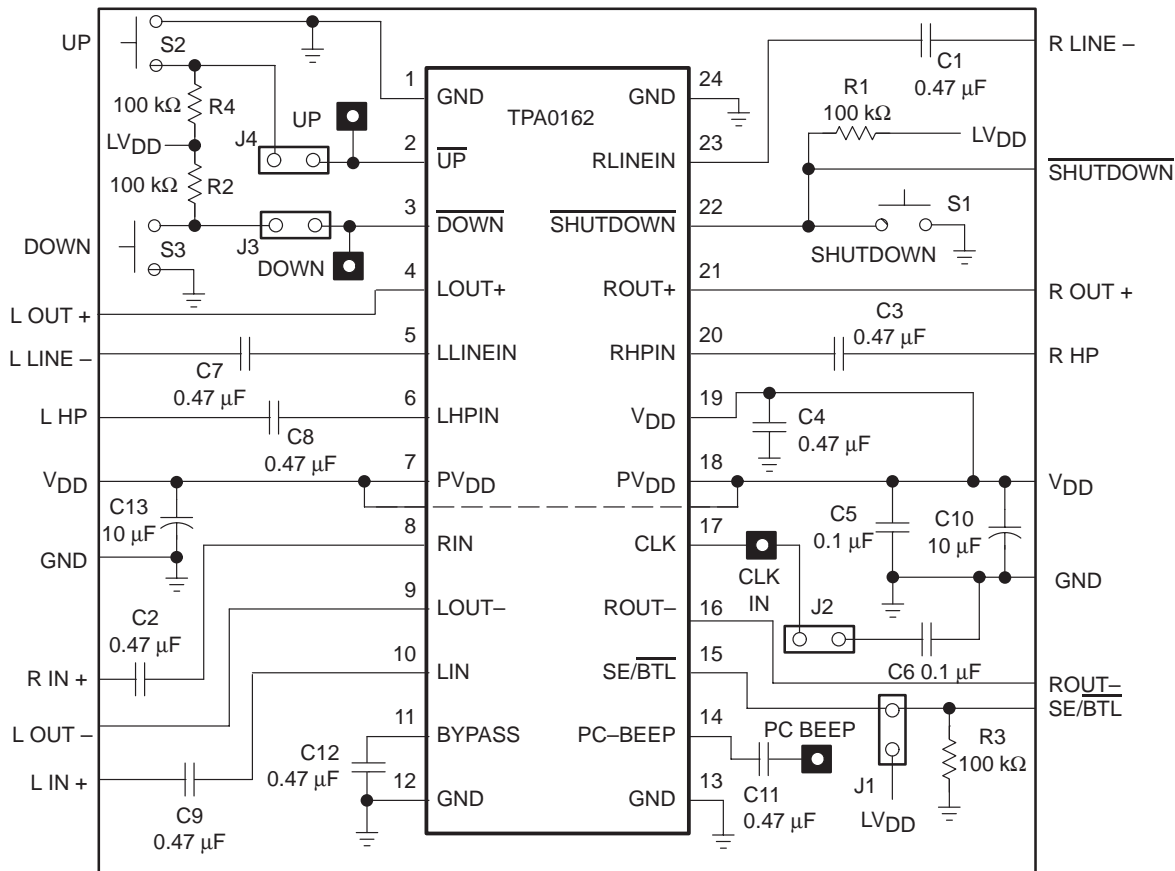 UP
S2
R LINE –
C1
0.47 µF
1
GND
24
GND
TPA0162
100 kΩ
R4
UP
R1
100 kΩ
LVDD
J4
LVDD
2
UP
23
RLINEIN
SHUTDOWN
100 kΩ
R2
3
DOWN
22
SHUTDOWN
S1
DOWN
S3
J3
DOWN
SHUTDOWN
4
LOUT+
21
ROUT+
R OUT +
L OUT +
C3
0.47 µF
5
LLINEIN
20
RHPIN
R HP
L LINE –
C7
0.47 µF
6
LHPIN
19
VDD
C4
0.47 µF
L HP
C8
0.47 µF
7
PVDD
18
PVDD
VDD
VDD
C13
10 µF
C5
0.1 µF
C10
10 µF
8
RIN
17
CLK
GND
GND
CLK
IN
9
LOUT–
16
ROUT–
J2
C2
0.47 µF
10
LIN
15
SE/BTL
C6 0.1 µF
R IN +
ROUT–
SE/BTL
11
BYPASS
14
PC–BEEP
PC BEEP
L OUT –
R3
100 kΩ
C12
0.47 µF
L IN +
J1
12
GND
13
GND
C11
0.47 µF
C9
0.47 µF
LVDD